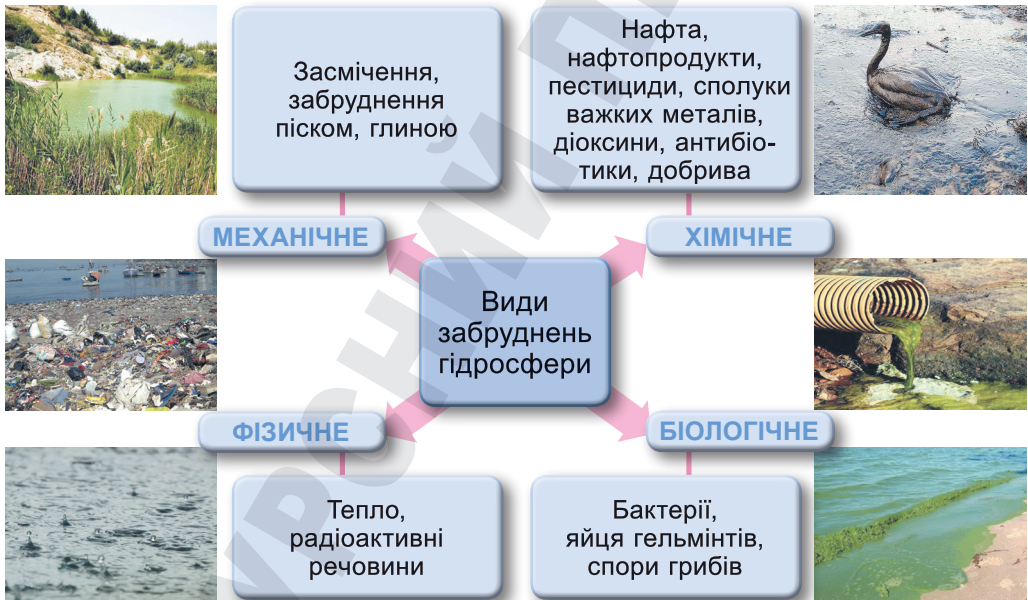 Засмічення,
забруднення
піском, глиною
Нафта,
нафтопродукти,
пестициди, сполуки
важких металів,
діоксини, антибіо-
тики, добрива
МЕХАНІЧНЕ
ХІМІЧНЕ
Види
забруднень
гідросфери
ФІЗИЧНЕ
БІОЛОГІЧНЕ
Тепло,
радіоактивні
речовини
Бактерії,
яйця гельмінтів,
спори грибів